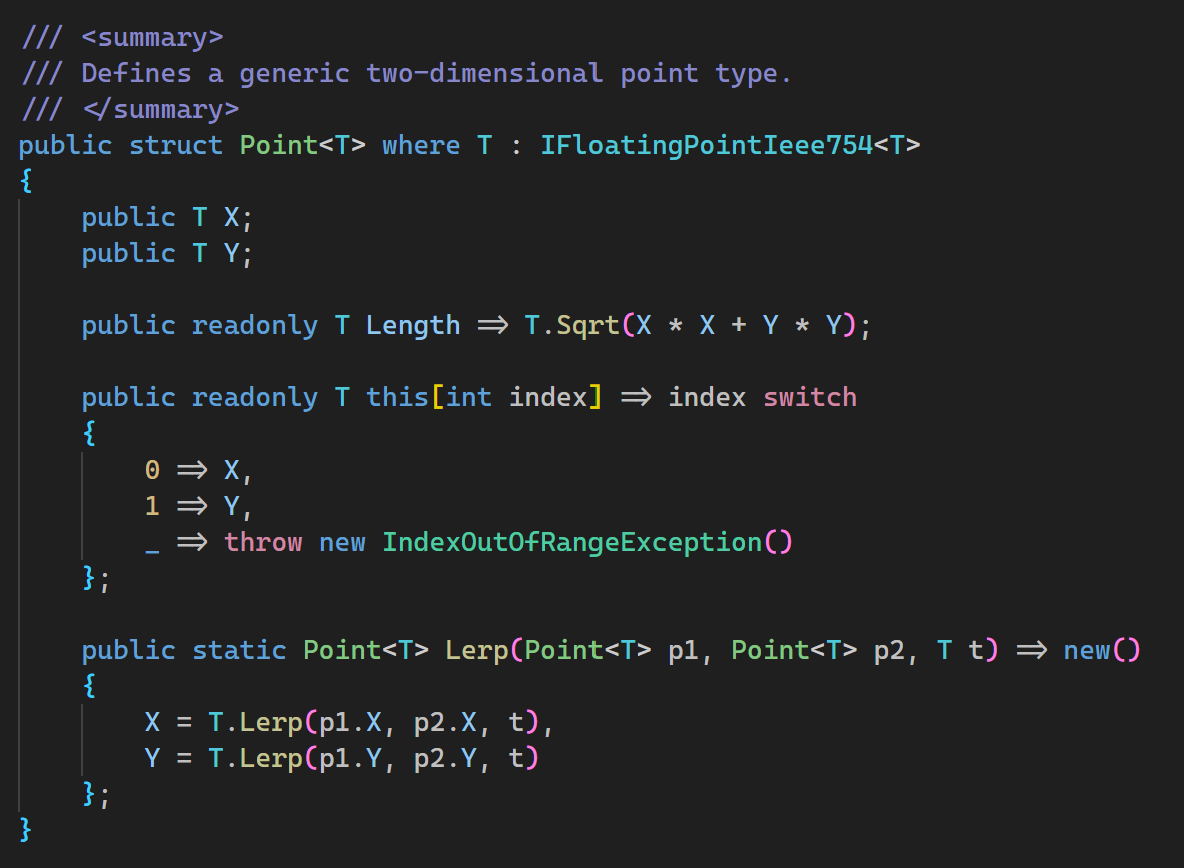 /// <summary>
/// Defines a generic two-dimensional point type.
/// </summary>
public struct Point<T> where T : IFloatingPointIeee754<T>
{
    public T X;
    public T Y;

    public readonly T Length => T.Sqrt(X * X + Y * Y);

    public readonly T this[int index] => index switch
    {
        0 => X,
        1 => Y,
        _ => throw new IndexOutOfRangeException()
    };

    public static Point<T> Lerp(Point<T> p1, Point<T> p2, T t) => new()
    {
        X = T.Lerp(p1.X, p2.X, t),
        Y = T.Lerp(p1.Y, p2.Y, t)
    };
}